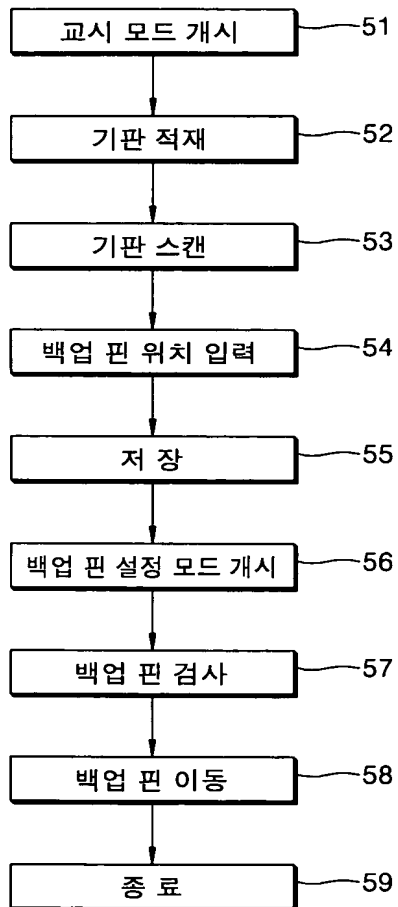 교시 모드 개시 51
기판 적재 52
기판 스캔 53
백업 핀 위치 입력 54
저 장 55
백업 핀 설정 모드 개시 56
백업 핀 검사 57
백업 핀 이동 58
종 료 59